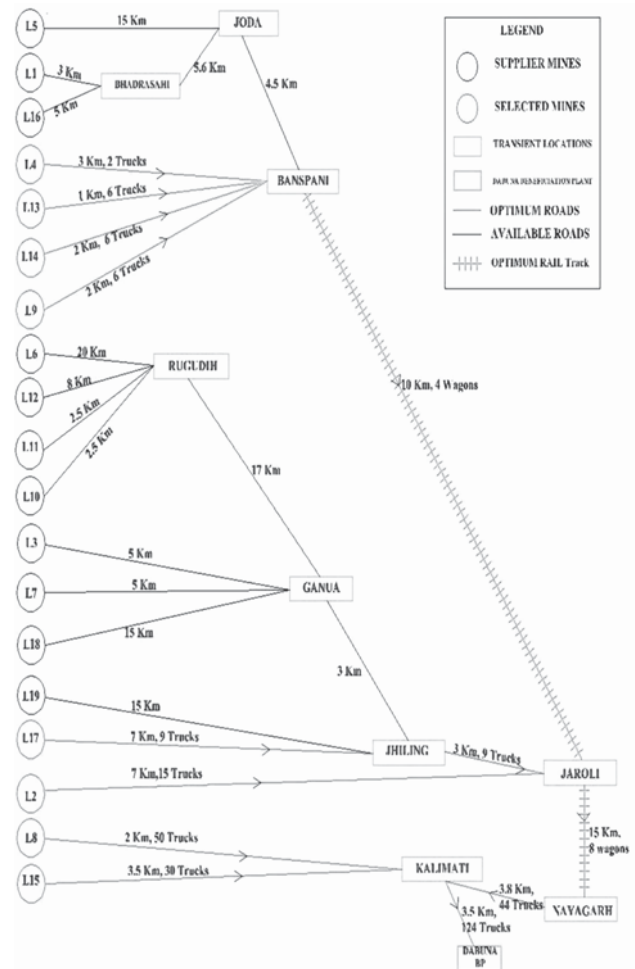 L5
15 Km
JODA
L1
3 Km
BHADRASAHI
5.6 Km
L16
5 Km
4.5 Km
L4
3 Km, 2 Trucks
L13
1 Km, 6 Trucks
BANSPANI
L14
2 Km, 6 Trucks
L9
2 Km, 6 Trucks
L6
20 Km
RUGUDIH
L12
8 Km
L11
2.5 Km
L10
2.5 Km
10 Km, 4 Wagons
17 Km
L3
5 Km
L7
5 Km
GANUA
L18
15 Km
3 Km
L19
15 Km
L17
7 Km, 9 Trucks
JHILING
3 Km, 9 Trucks
JAROLI
L2
7 Km,15 Trucks
L8
2 Km, 50 Trucks
15 Km,
8 wagons
KALIMATI
L15
3.5 Km, 30 Trucks
3.8 Km,
44 Trucks
NAYAGARH
3.5 Km,
124 Trucks
DABUNA
BP
LEGEND
SUPPLIER MINES
SELECTED MINES
TRANSIENT LOCATIONS
DABUNA BENEFICIATION PLANT
OPTIMUM ROADS
AVAILABLE ROADS
OPTIMUM RAIL Track